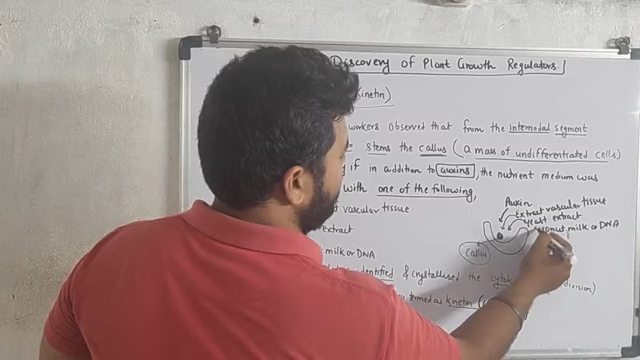 Discovery of Plant Growth Regulators.
Kinetin)
workers observed that from the internodal segment
stems the callus (a mass of undifferentiated cells)
if in addition to auxins, the nutrient medium was
with one of the following,
vascular tissue
extract
milk or DNA
identified & crystallised the
termed as kinetin
division)
Auxin
Extract vascular tissue
Yeast extract
milk or DNA
Callus